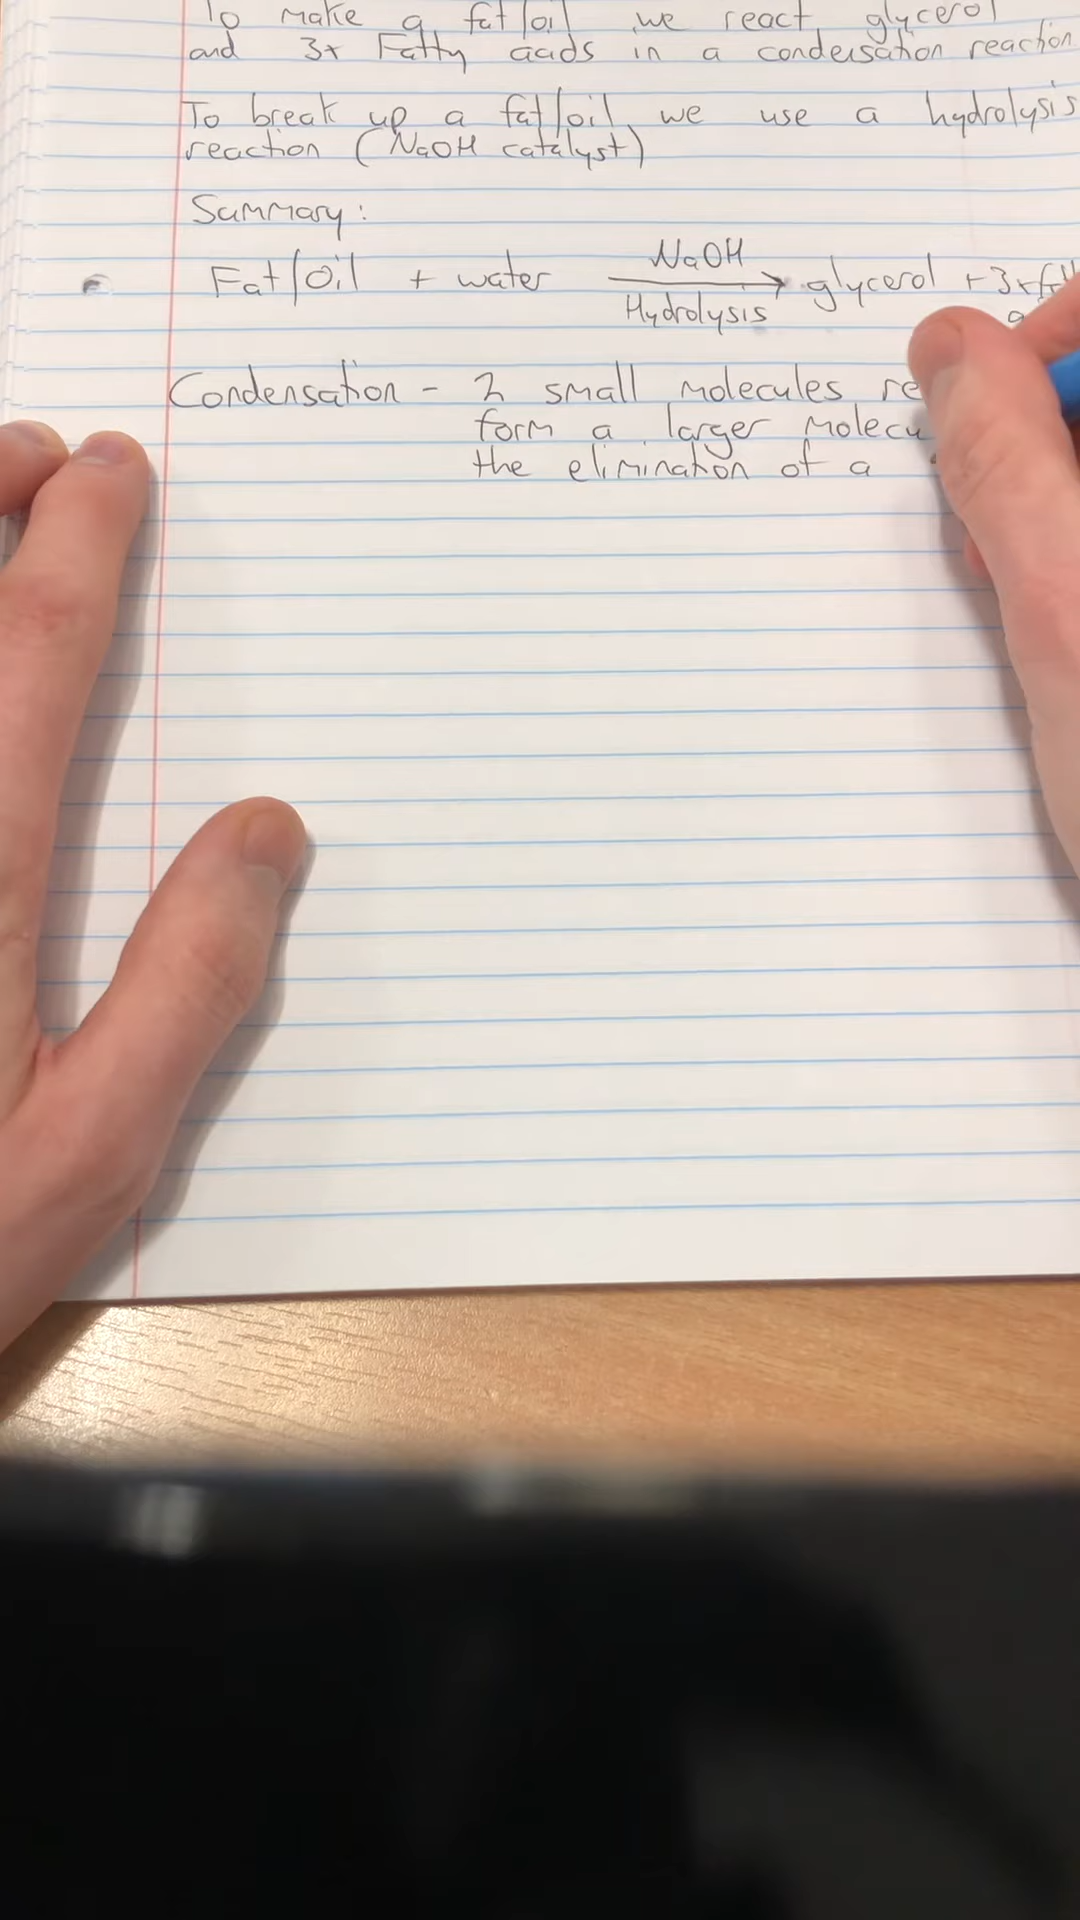 To make a fat/oil we react glycerol
and 3x Fatty acids in a condensation reaction
To break up a fat/oil we use a hydrolysis
reaction (NaOH catalyst)
Summary:
Fat/Oil + water NaOH Hydrolysis glycerol + 3x
Condensation - 2 small molecules
form a larger
the elimination of a